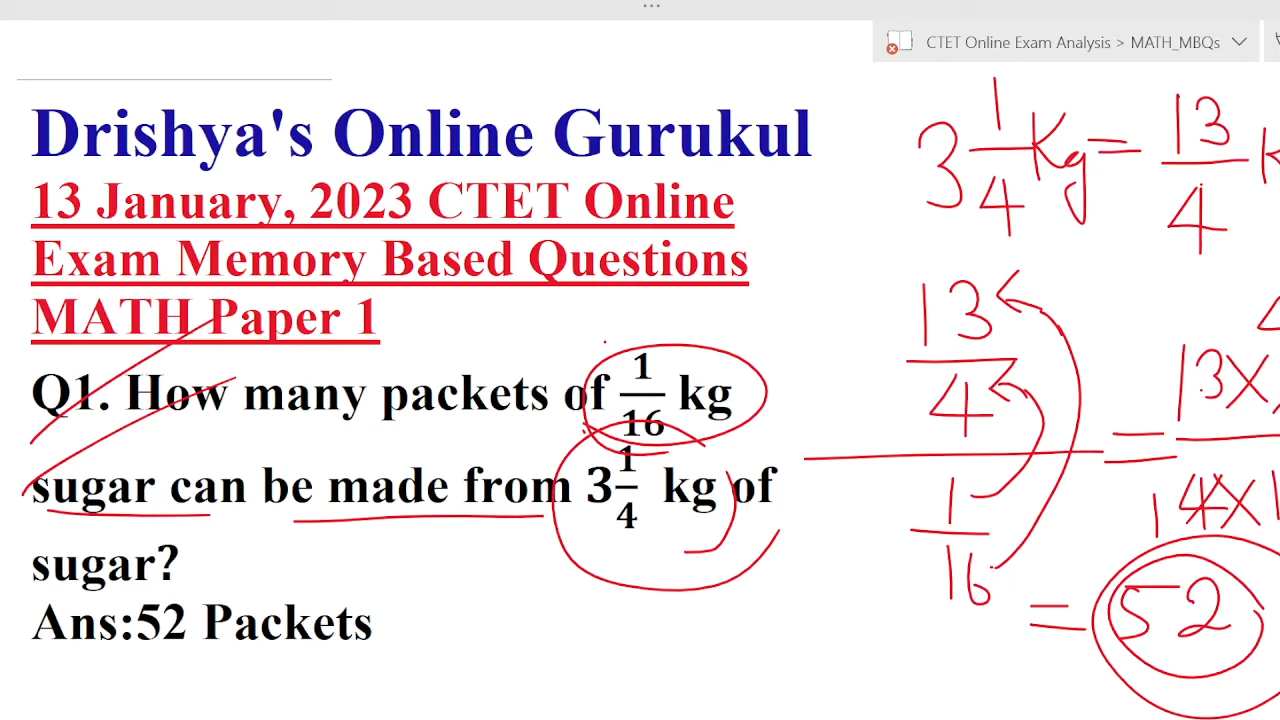 ...
CTET Online Exam Analysis > MATH_MBQs
Drishya's Online Gurukul
13 January, 2023 CTET Online
Exam Memory Based Questions
MATH Paper 1
Q1. How many packets of 1/16 kg
sugar can be made from 3 1/4 kg of
sugar?
Ans:52 Packets
3 1/4 Kg = 13/4 K
13/4
1/16
= 13X
14X1
= 52